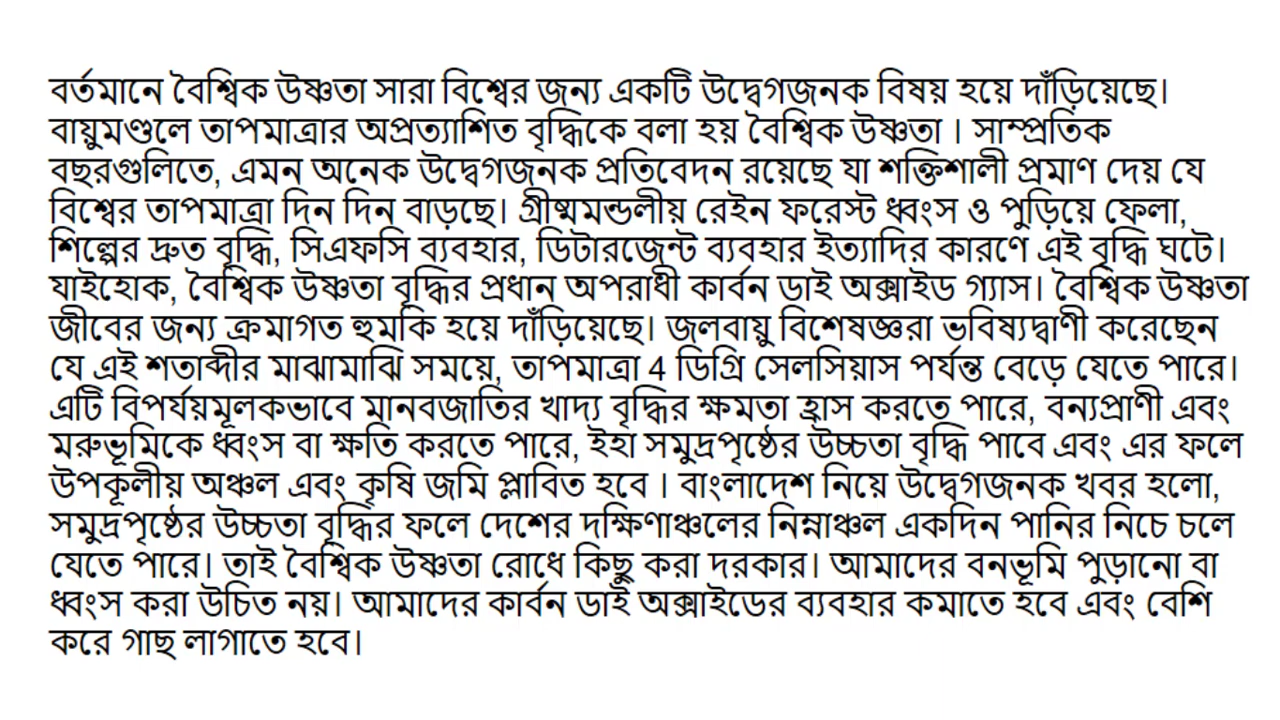 বর্তমানে বৈশ্বিক উষ্ণতা সারা বিশ্বের জন্য একটি উদ্বেগজনক বিষয় হয়ে দাঁড়িয়েছে।
বায়ুমণ্ডলে তাপমাত্রার অপ্রত্যাশিত বৃদ্ধিকে বলা হয় বৈশ্বিক উষ্ণতা । সাম্প্রতিক
বছরগুলিতে, এমন অনেক উদ্বেগজনক প্রতিবেদন রয়েছে যা শক্তিশালী প্রমাণ দেয় যে
বিশ্বের তাপমাত্রা দিন দিন বাড়ছে। গ্রীষ্মমন্ডলীয় রেইন ফরেস্ট ধ্বংস ও পুড়িয়ে ফেলা,
শিল্পের দ্রুত বৃদ্ধি, সিএফসি ব্যবহার, ডিটারজেন্ট ব্যবহার ইত্যাদির কারণে এই বৃদ্ধি ঘটে।
যাইহোক, বৈশ্বিক উষ্ণতা বৃদ্ধির প্রধান অপরাধী কার্বন ডাই অক্সাইড গ্যাস। বৈশ্বিক উষ্ণতা
জীবের জন্য ক্রমাগত হুমকি হয়ে দাঁড়িয়েছে। জলবায়ু বিশেষজ্ঞরা ভবিষ্যদ্বাণী করেছেন
যে এই শতাব্দীর মাঝামাঝি সময়ে, তাপমাত্রা 4 ডিগ্রি সেলসিয়াস পর্যন্ত বেড়ে যেতে পারে।
এটি বিপর্যয়মূলকভাবে মানবজাতির খাদ্য বৃদ্ধির ক্ষমতা হ্রাস করতে পারে, বন্যপ্রাণী এবং
মরুভূমিকে ধ্বংস বা ক্ষতি করতে পারে, ইহা সমুদ্রপৃষ্ঠের উচ্চতা বৃদ্ধি পাবে এবং এর ফলে
উপকূলীয় অঞ্চল এবং কৃষি জমি প্লাবিত হবে । বাংলাদেশ নিয়ে উদ্বেগজনক খবর হলো,
সমুদ্রপৃষ্ঠের উচ্চতা বৃদ্ধির ফলে দেশের দক্ষিণাঞ্চলের নিম্নাঞ্চল একদিন পানির নিচে চলে
যেতে পারে। তাই বৈশ্বিক উষ্ণতা রোধে কিছু করা দরকার। আমাদের বনভূমি পুড়ানো বা
ধ্বংস করা উচিত নয়। আমাদের কার্বন ডাই অক্সাইডের ব্যবহার কমাতে হবে এবং বেশি
করে গাছ লাগাতে হবে।